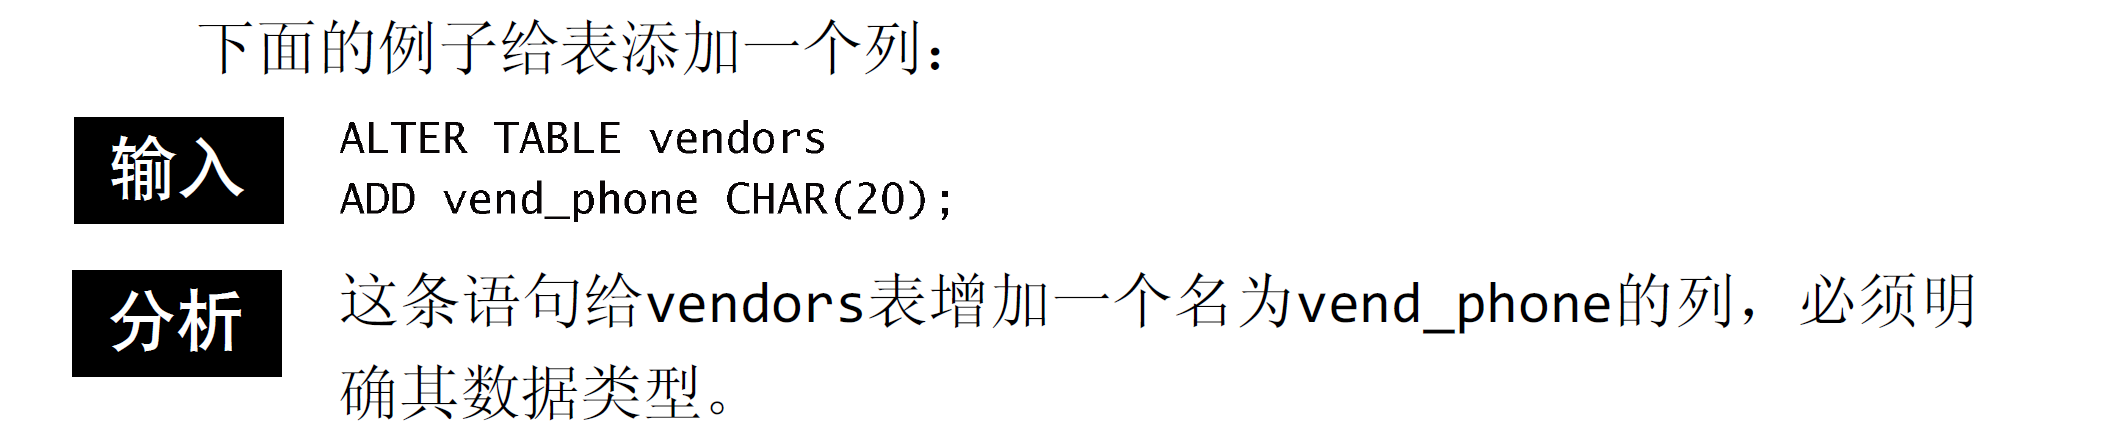 下面的例子给表添加一个列：
输入
ALTER TABLE vendors
ADD vend_phone CHAR(20);
分析
这条语句给vendors表增加一个名为vend_phone的列，必须明
确其数据类型。